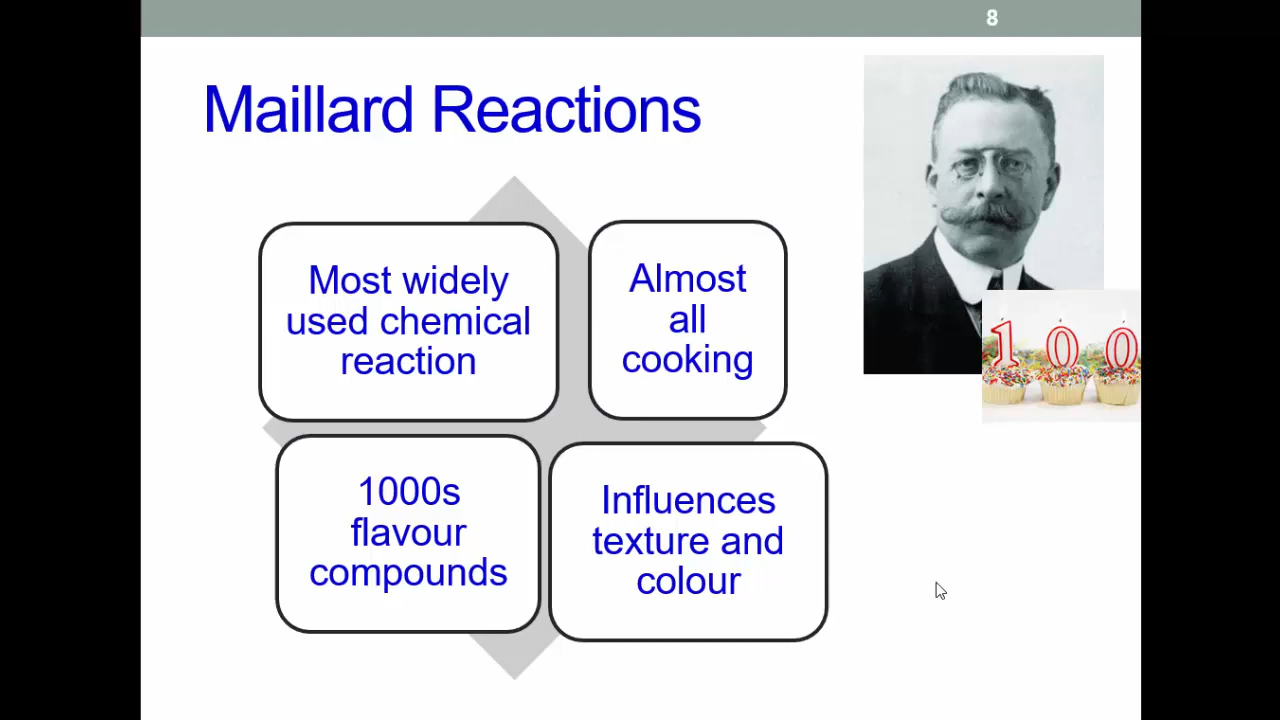 8
Maillard Reactions
Most widely
used chemical
reaction
Almost
all
cooking
1000s
flavour
compounds
Influences
texture and
colour
100